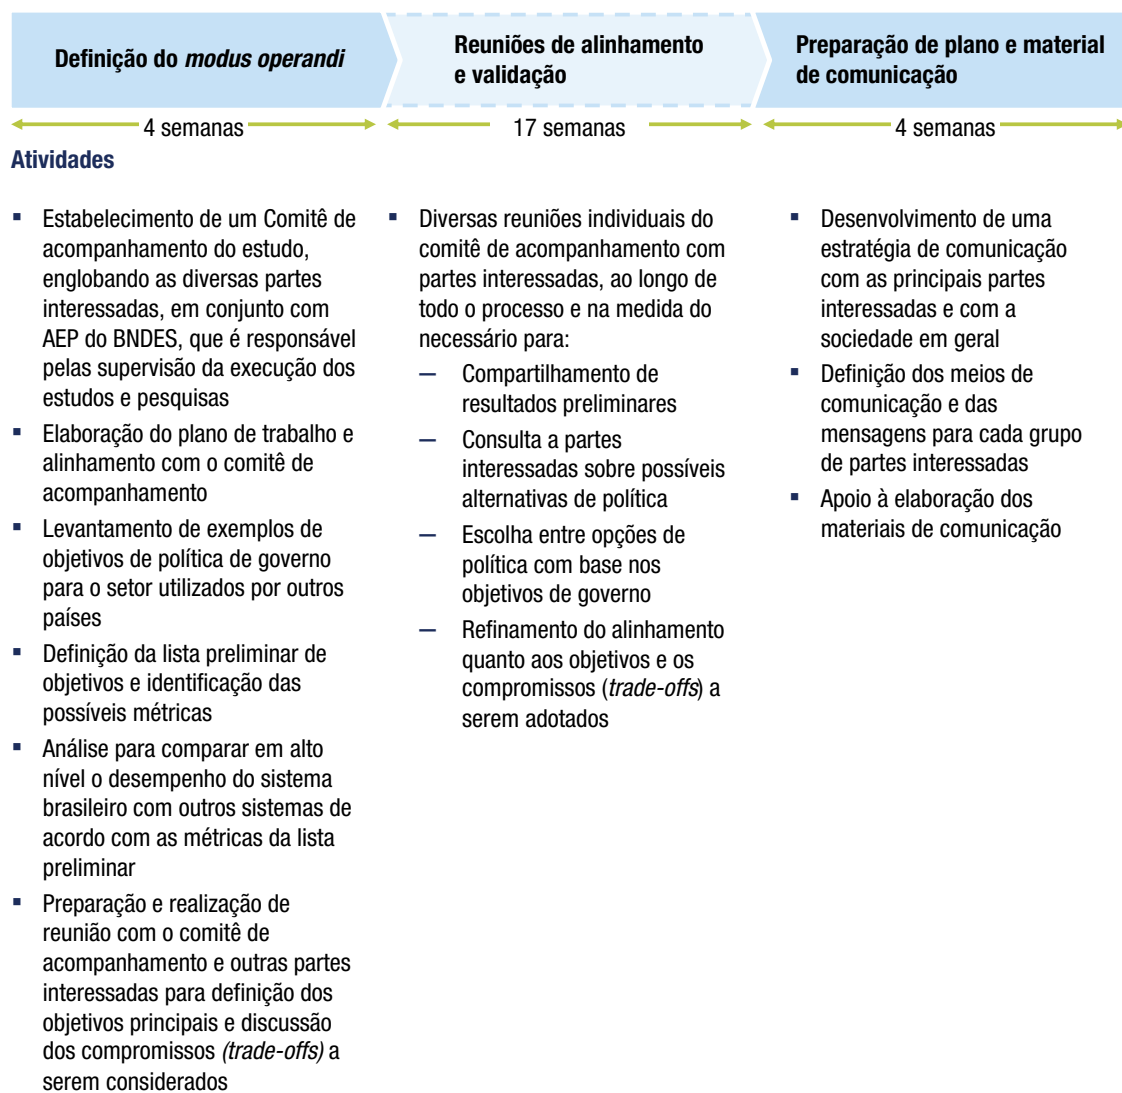 Definição do modus operandi
Reuniões de alinhamento
e validação
Preparação de plano e material
de comunicação
4 semanas
17 semanas
4 semanas
Atividades
▪ Estabelecimento de um Comitê de
acompanhamento do estudo,
englobando as diversas partes
interessadas, em conjunto com
AEP do BNDES, que é responsável
pelas supervisão da execução dos
estudos e pesquisas
▪ Elaboração do plano de trabalho e
alinhamento com o comitê de
acompanhamento
▪ Levantamento de exemplos de
objetivos de política de governo
para o setor utilizados por outros
países
▪ Definição da lista preliminar de
objetivos e identificação das
possíveis métricas
▪ Análise para comparar em alto
nível o desempenho do sistema
brasileiro com outros sistemas de
acordo com as métricas da lista
preliminar
▪ Preparação e realização de
reunião com o comitê de
acompanhamento e outras partes
interessadas para definição dos
objetivos principais e discussão
dos compromissos (trade-offs) a
serem considerados
▪ Diversas reuniões individuais do
comitê de acompanhamento com
partes interessadas, ao longo de
todo o processo e na medida do
necessário para:
— Compartilhamento de
resultados preliminares
— Consulta a partes
interessadas sobre possíveis
alternativas de política
— Escolha entre opções de
política com base nos
objetivos de governo
— Refinamento do alinhamento
quanto aos objetivos e os
compromissos (trade-offs) a
serem adotados
▪ Desenvolvimento de uma
estratégia de comunicação
com as principais partes
interessadas e com a
sociedade em geral
▪ Definição dos meios de
comunicação e das
mensagens para cada grupo
de partes interessadas
▪ Apoio à elaboração dos
materiais de comunicação